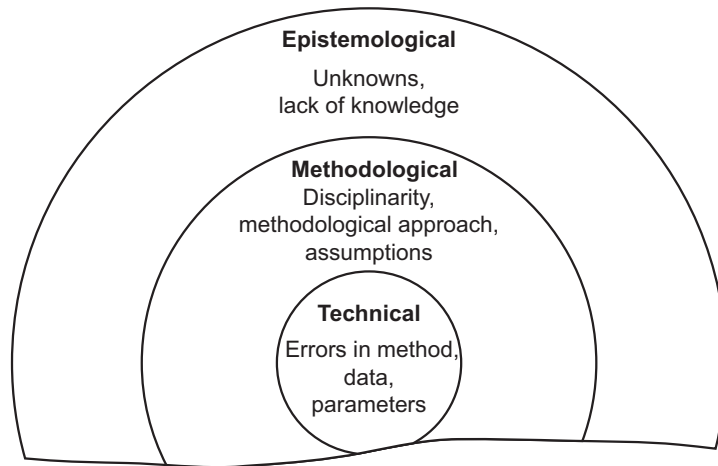 Epistemological
Unknowns,
lack of knowledge
Methodological
Disciplinarity,
methodological approach,
assumptions
Technical
Errors in method,
data,
parameters